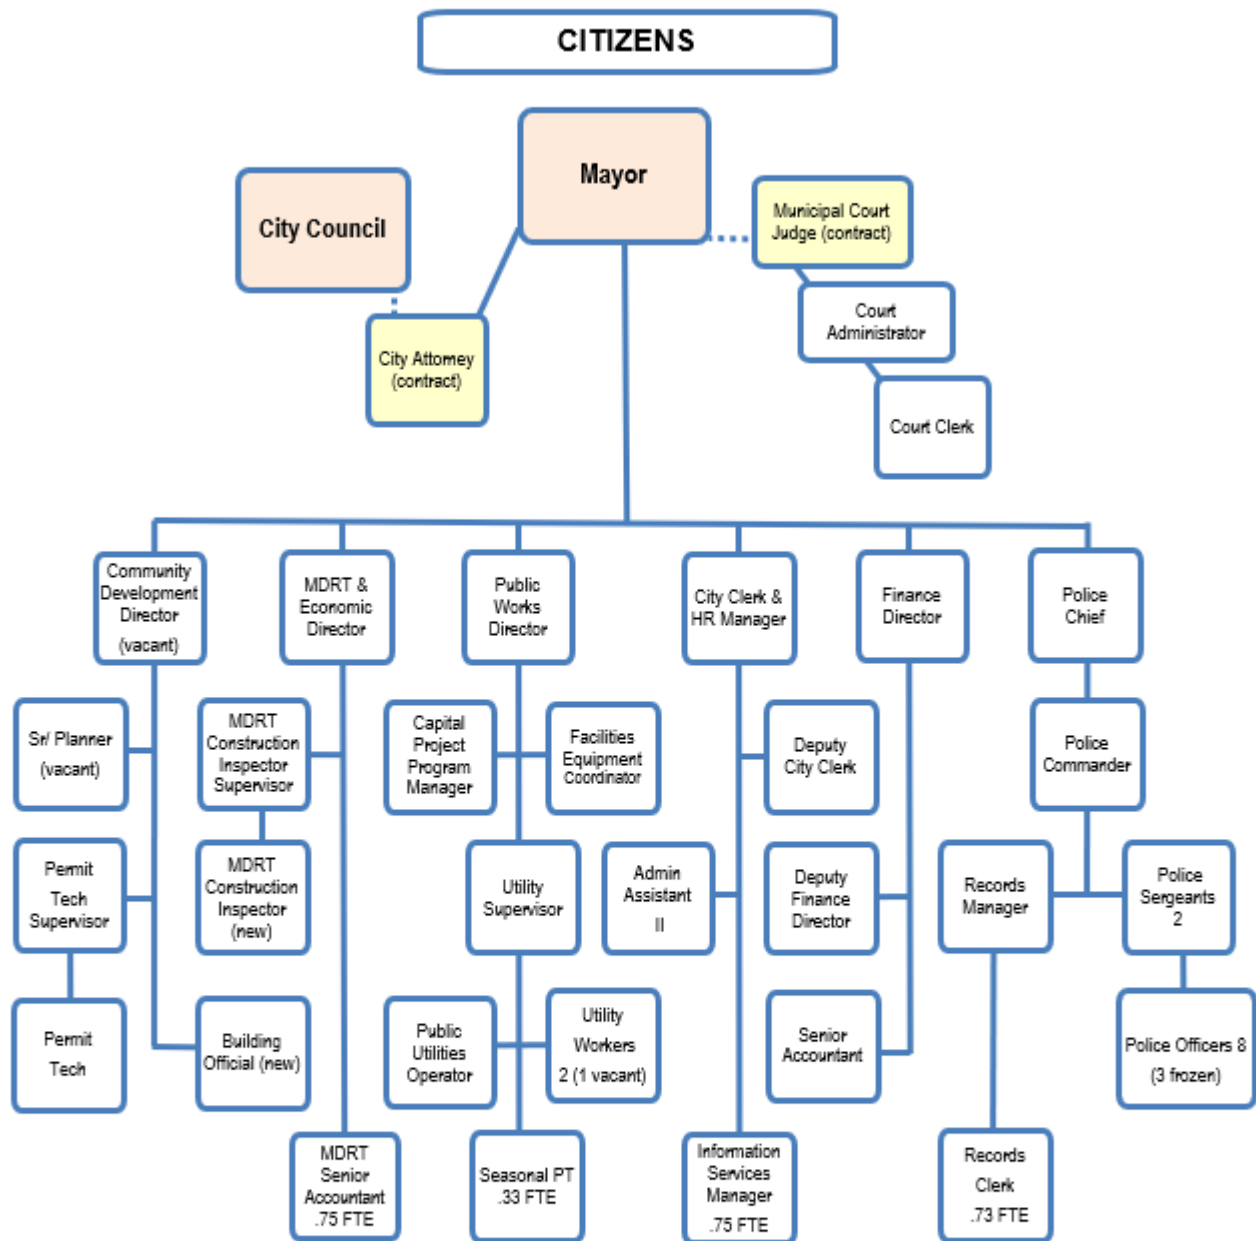 CITIZENS
Mayor
City Council
Municipal Court
Judge (contract)
Court
Administrator
City Attorney
(contract)
Court Clerk
Community
Development
Director
(vacant)
MDRT &
Economic
Director
Public
Works
Director
City Clerk &
HR Manager
Finance
Director
Police
Chief
Sr/ Planner
(vacant)
MDRT
Construction
Inspector
Supervisor
Capital
Project
Program
Manager
Facilities
Equipment
Coordinator
Deputy
City Clerk
Police
Commander
Permit
Tech
Supervisor
MDRT
Construction
Inspector
(new)
Utility
Supervisor
Admin
Assistant
II
Deputy
Finance
Director
Records
Manager
Police
Sergeants
2
Permit
Tech
Building
Official (new)
Public
Utilities
Operator
Utility
Workers
2 (1 vacant)
Senior
Accountant
Police Officers 8
(3 frozen)
MDRT
Senior
Accountant
.75 FTE
Seasonal PT
.33 FTE
Information
Services
Manager
.75 FTE
Records
Clerk
.73 FTE